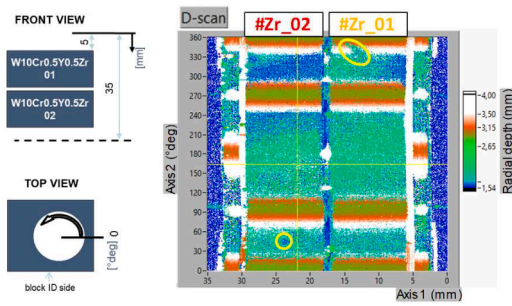 FRONT VIEW
5
[mm]
35
W10Cr0.5Y0.5Zr
01
W10Cr0.5Y0.5Zr
02
TOP VIEW
[°deg] 0
block ID side
D-scan
#Zr_02
#Zr_01
Axis 2 (°deg)
360
330
300
270
240
210
180
150
120
90
60
30
0
35
30
25
20
15
10
5
0
Axis1 (mm)
4,00
3,50
3,15
2,65
1,54
Radial depth (mm)